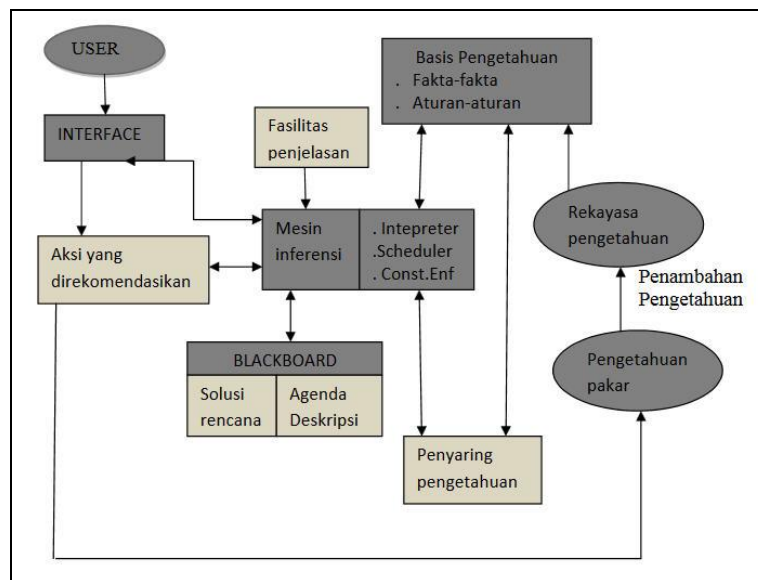 USER
INTERFACE
Basis Pengetahuan
. Fakta-fakta
. Aturan-aturan
Fasilitas
penjelasan
Mesin
inferensi
. Intepreter
.Scheduler
. Const.Enf
Rekayasa
pengetahuan
Aksi yang
direkomendasikan
Penambahan
Pengetahuan
BLACKBOARD
Solusi
rencana
Agenda
Deskripsi
Pengetahuan
pakar
Penyaring
pengetahuan